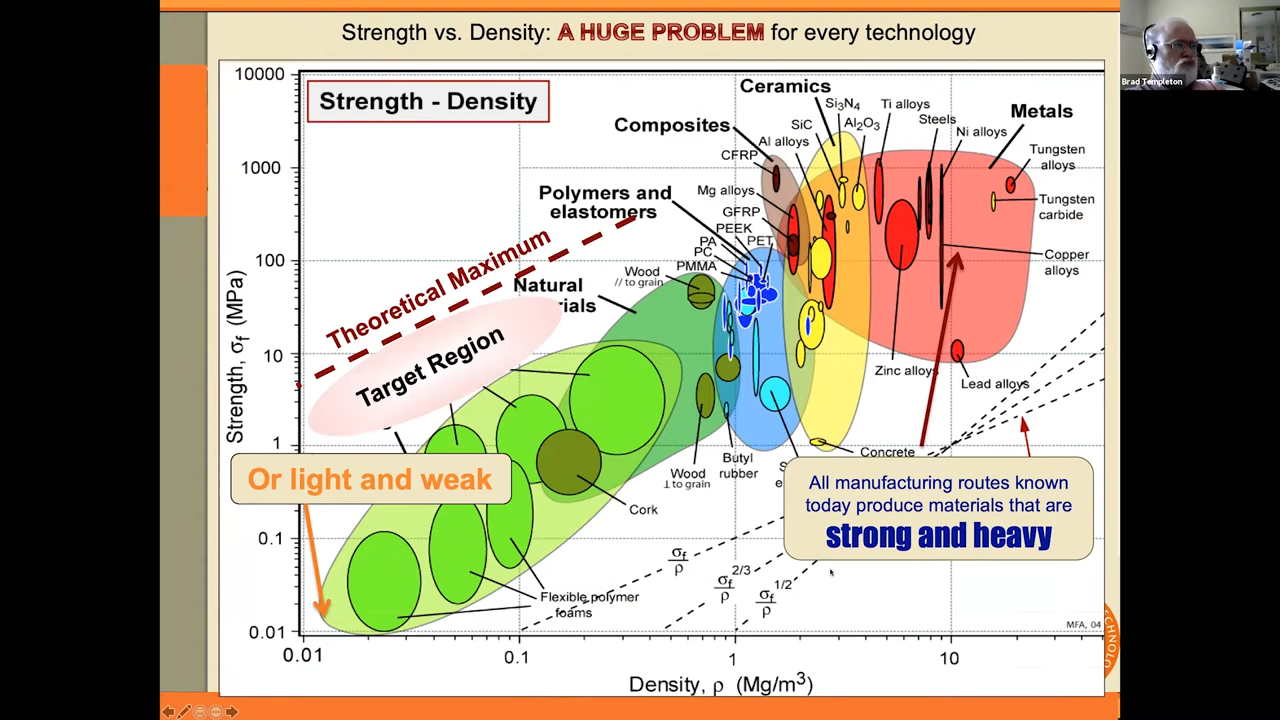 Strength vs. Density: A HUGE PROBLEM for every technology
Brad Templeton
Strength - Density
10000
1000
100
10
1
0.1
0.01
Strength, σf (MPa)
0.01
0.1
1
10
Density, ρ (Mg/m³)
Ceramics
Composites
Metals
Polymers and
elastomers
Natural
Si3N4
Ti alloys
SiC
Al2O3
Steels
Al alloys
Ni alloys
CFRP
Tungsten
alloys
Mg alloys
Tungsten
carbide
GFRP
PEEK
PA
PET
PC
PMMA
Copper
alloys
Wood
// to grain
Theoretical Maximum
Target Region
Zinc alloys
Lead alloys
Concrete
Butyl
rubber
Wood
⊥ to grain
Cork
Or light and weak
All manufacturing routes known
today produce materials that are
strong and heavy
Flexible polymer
foams
σf
ρ
σf 2/3
ρ
σf 1/2
ρ
MFA, 04